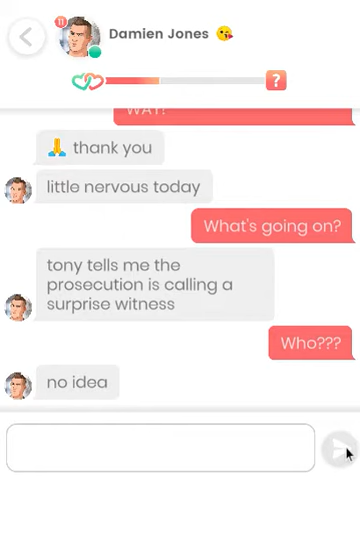 11
Damien Jones 😘
?
WAY!
🙏 thank you
little nervous today
What's going on?
tony tells me the
prosecution is calling a
surprise witness
Who???
no idea